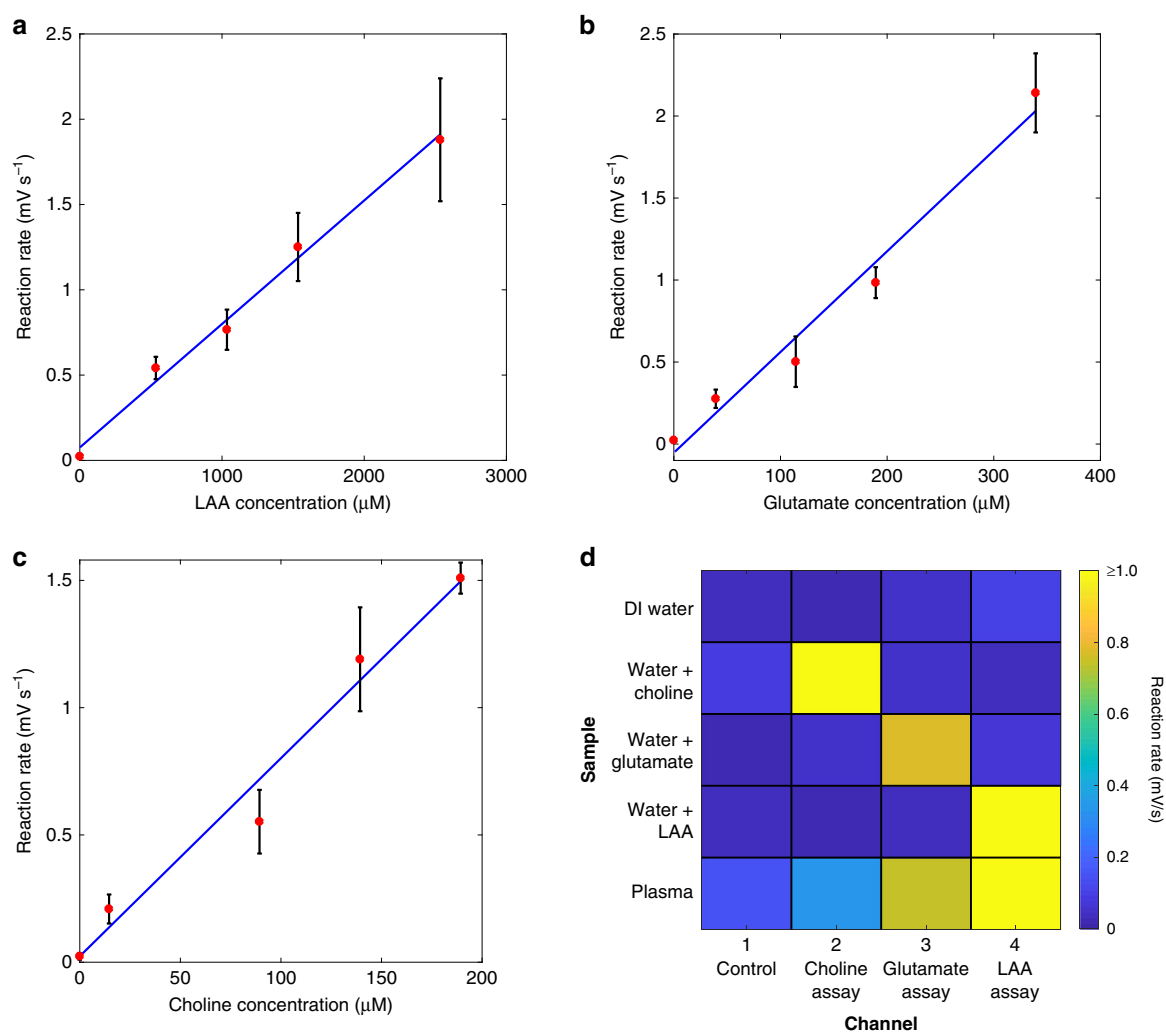 a
2.5
2
1.5
1
0.5
0
0
1000
2000
3000
Reaction rate (mV s⁻¹)
LAA concentration (μM)
b
2.5
2
1.5
1
0.5
0
0
100
200
300
400
Reaction rate (mV s⁻¹)
Glutamate concentration (μM)
c
1.5
1
0.5
0
0
50
100
150
200
Reaction rate (mV s⁻¹)
Choline concentration (μM)
d
Sample
DI water
Water +
choline
Water +
glutamate
Water +
LAA
Plasma
1
2
3
4
Control
Choline
assay
Glutamate
assay
LAA
assay
Channel
≥1.0
0.8
0.6
0.4
0.2
0
Reaction rate (mV/s)